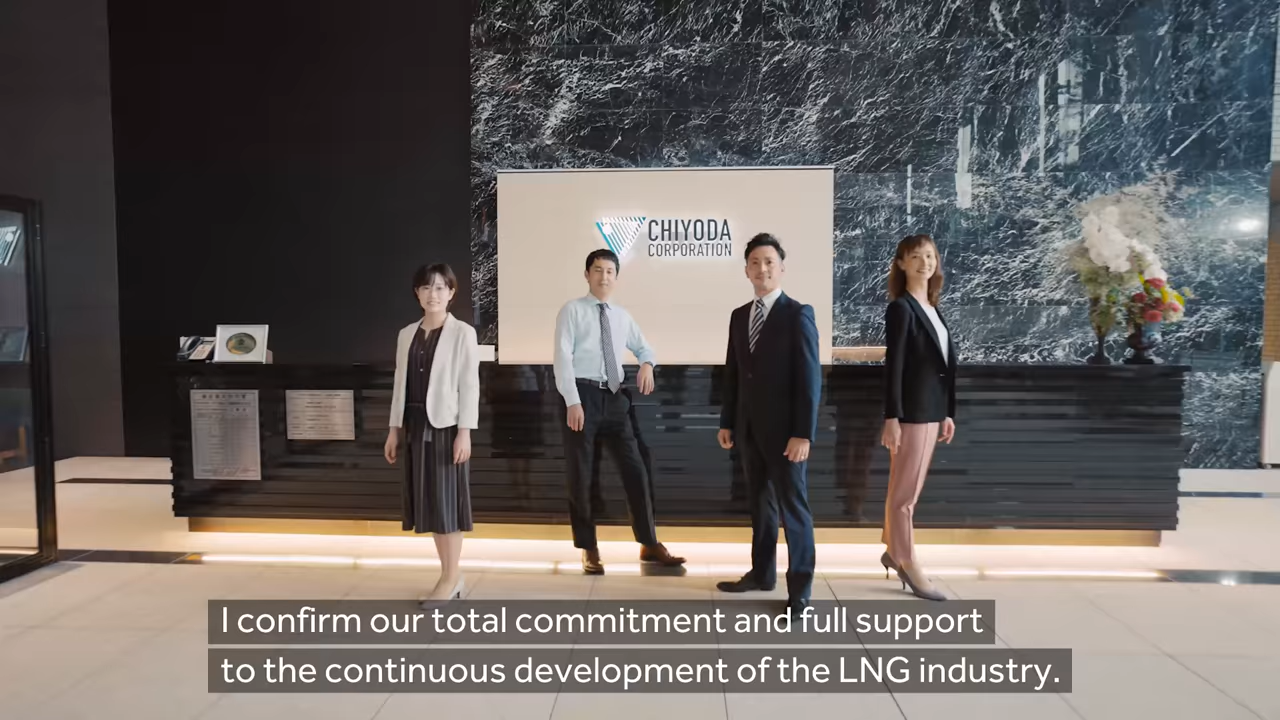 CHIYODA
CORPORATION
I confirm our total commitment and full support
to the continuous development of the LNG industry.